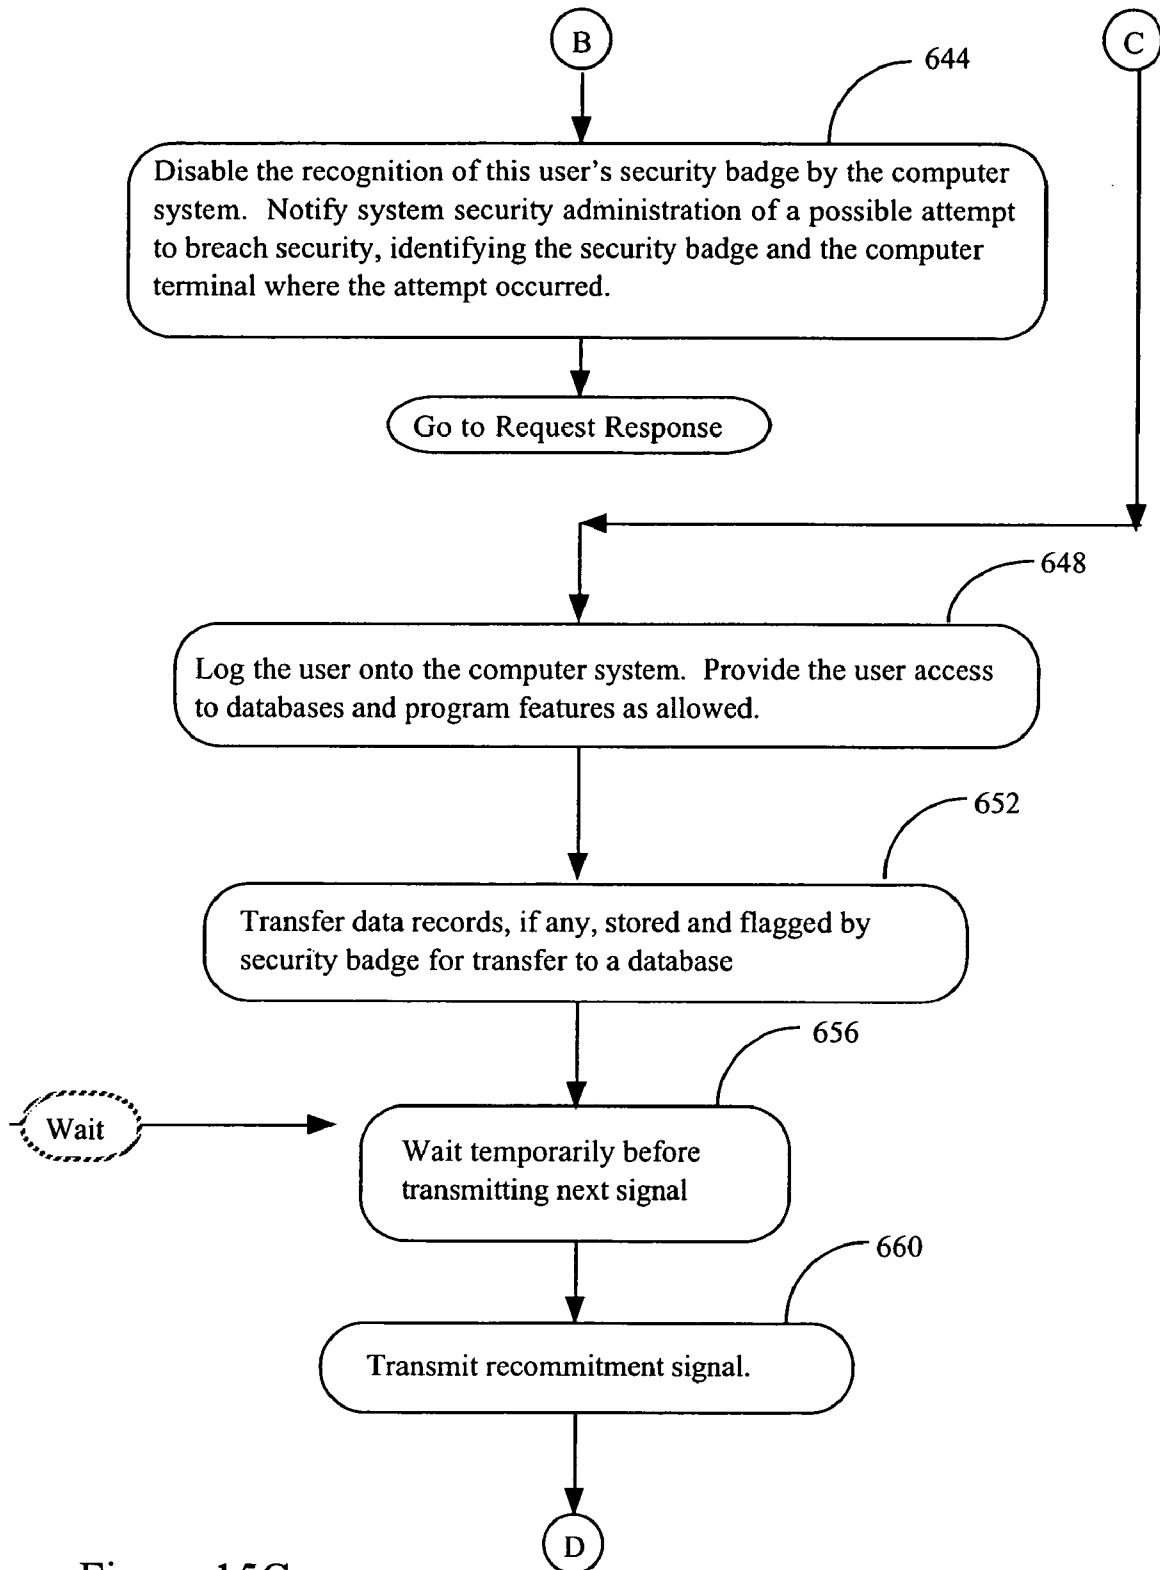 B
C
644
Disable the recognition of this user's security badge by the computer
system. Notify system security administration of a possible attempt
to breach security, identifying the security badge and the computer
terminal where the attempt occurred.
Go to Request Response
648
Log the user onto the computer system. Provide the user access
to databases and program features as allowed.
652
Transfer data records, if any, stored and flagged by
security badge for transfer to a database
656
Wait
Wait temporarily before
transmitting next signal
660
Transmit recommitment signal.
D
Figure 15C